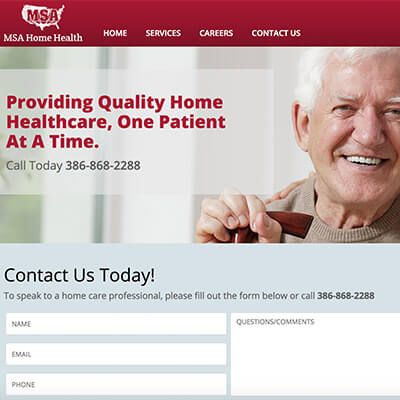 MSA
MSA Home Health
HOME SERVICES CAREERS CONTACT US
Providing Quality Home
Healthcare, One Patient
At A Time.
Call Today 386-868-2288
Contact Us Today!
To speak to a home care professional, please fill out the form below or call 386-868-2288
NAME
QUESTIONS/COMMENTS
EMAIL
PHONE